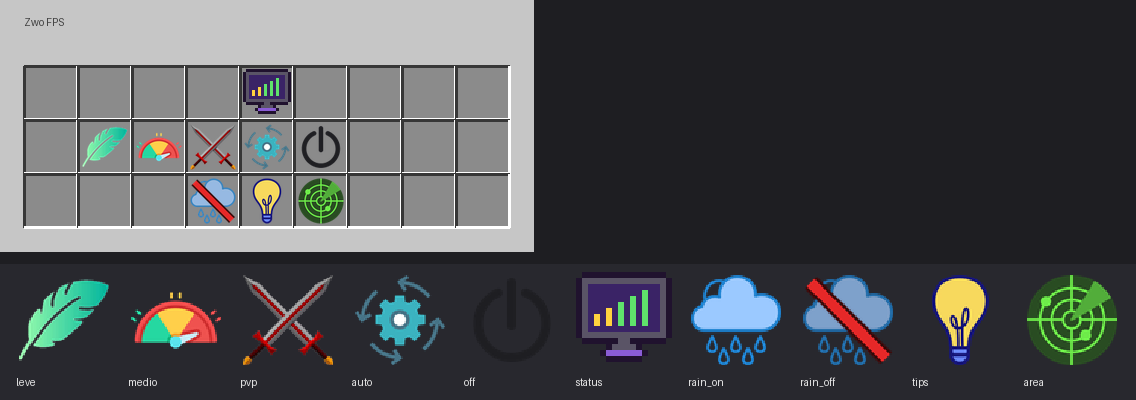 Zwo FPS
leve
medio
pvp
auto
off
status
rain_on
rain_off
tips
area